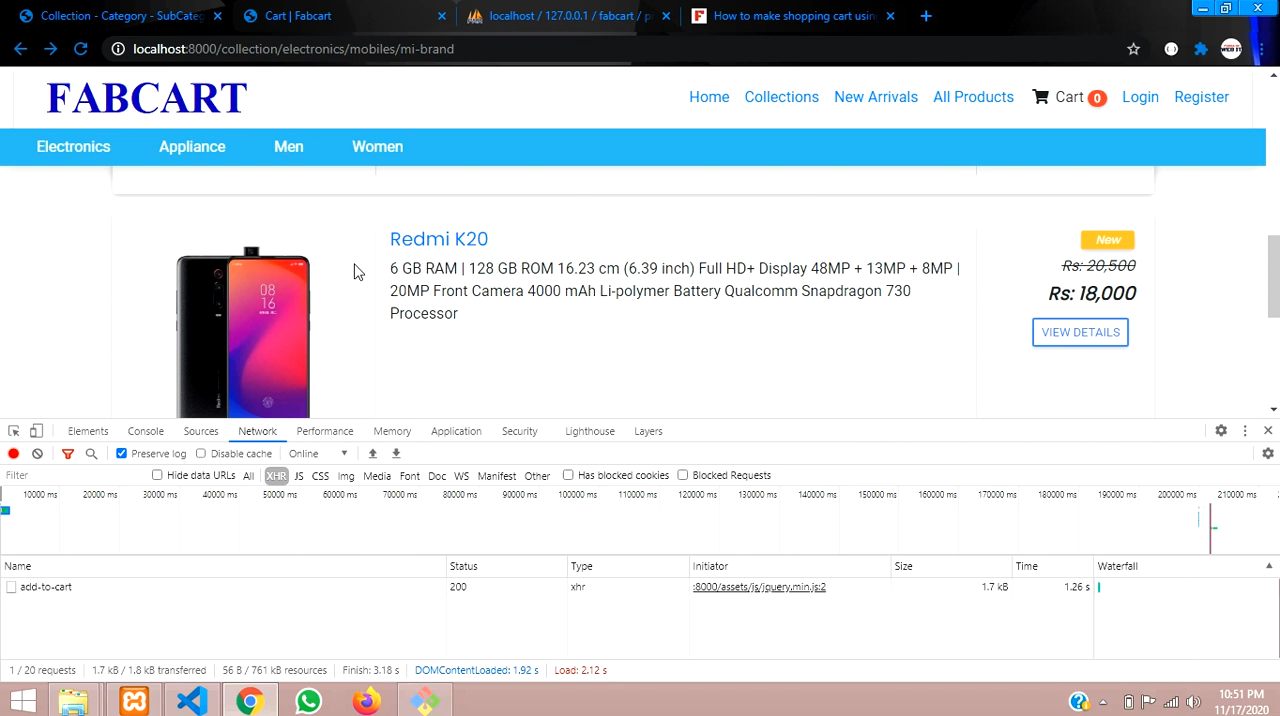 Collection - Category - SubCateg
Cart | Fabcart
localhost / 127.0.0.1 / fabcart / pr
How to make shopping cart usin
localhost:8000/collection/electronics/mobiles/mi-brand
FABCART
Home Collections New Arrivals All Products Cart 0 Login Register
Electronics Appliance Men Women
Redmi K20
6 GB RAM | 128 GB ROM 16.23 cm (6.39 inch) Full HD+ Display 48MP + 13MP + 8MP |
20MP Front Camera 4000 mAh Li-polymer Battery Qualcomm Snapdragon 730
Processor
New
Rs: 20,500
Rs: 18,000
VIEW DETAILS
08
16
Redmi
Elements Console Sources Network Performance Memory Application Security Lighthouse Layers
Preserve log Disable cache Online
Filter Hide data URLs All XHR JS CSS Img Media Font Doc WS Manifest Other Has blocked cookies Blocked Requests
10000 ms 20000 ms 30000 ms 40000 ms 50000 ms 60000 ms 70000 ms 80000 ms 90000 ms 100000 ms 110000 ms 120000 ms 130000 ms 140000 ms 150000 ms 160000 ms 170000 ms 180000 ms 190000 ms 200000 ms 210000 ms
Name Status Type Initiator Size Time Waterfall
add-to-cart 200 xhr :8000/assets/js/jquery.min.js:2 1.7 kB 1.26 s
1 / 20 requests 1.7 kB / 1.8 kB transferred 56 B / 761 kB resources Finish: 3.18 s DOMContentLoaded: 1.92 s Load: 2.12 s
10:51 PM
11/17/2020